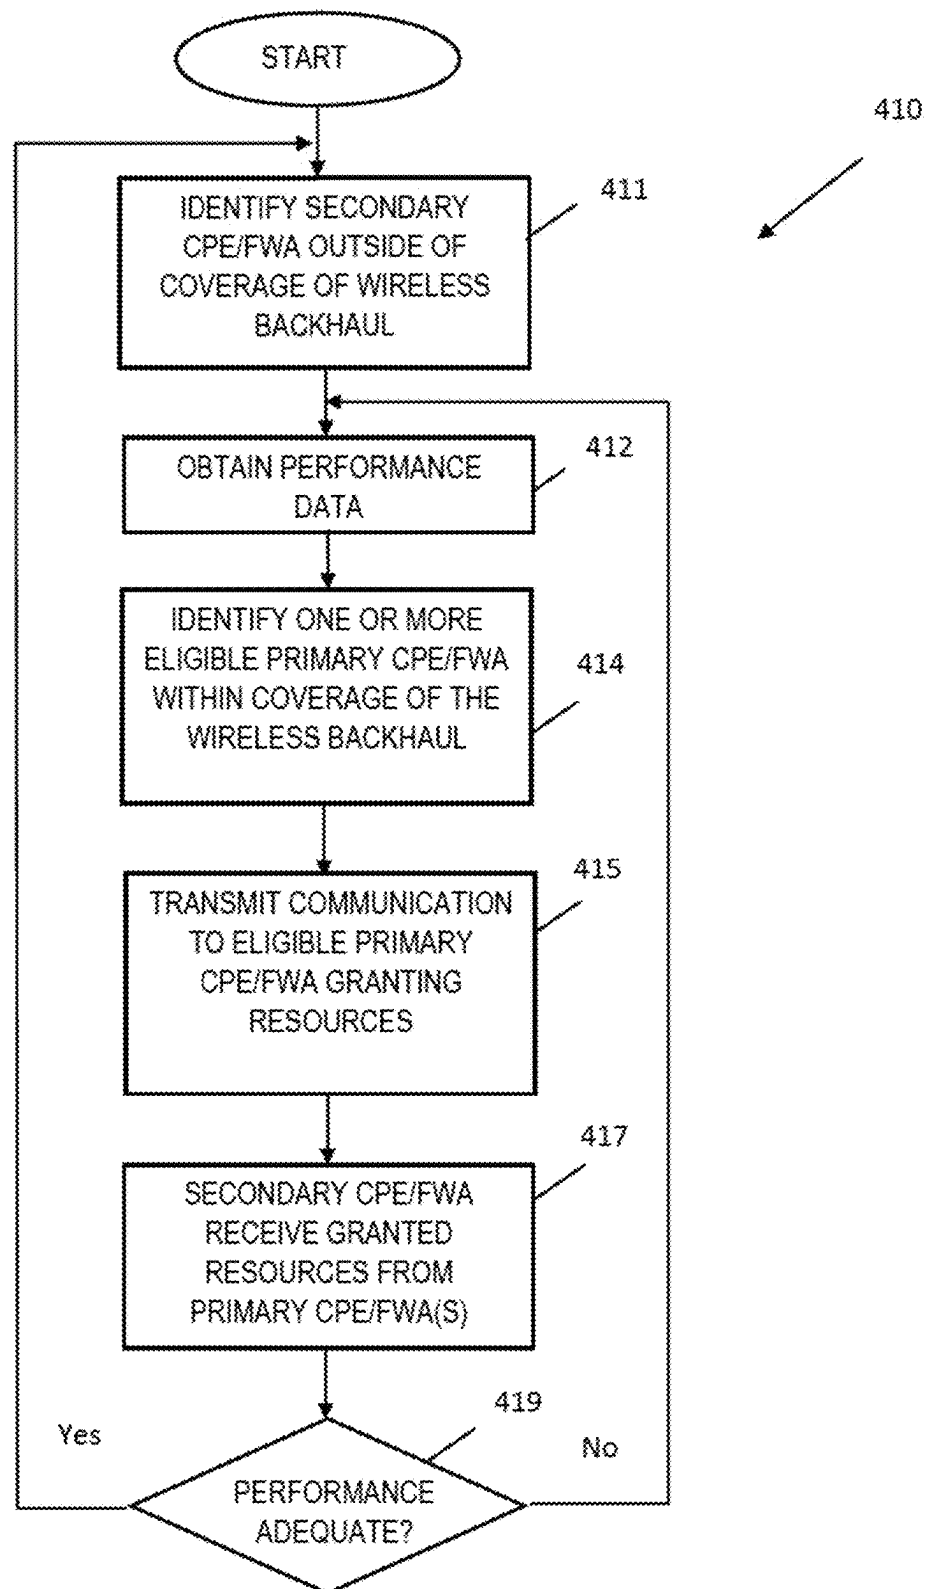 START
410
411
IDENTIFY SECONDARY
CPE/FWA OUTSIDE OF
COVERAGE OF WIRELESS
BACKHAUL
412
OBTAIN PERFORMANCE
DATA
IDENTIFY ONE OR MORE
ELIGIBLE PRIMARY CPE/FWA
WITHIN COVERAGE OF THE
WIRELESS BACKHAUL
414
415
TRANSMIT COMMUNICATION
TO ELIGIBLE PRIMARY
CPE/FWA GRANTING
RESOURCES
417
SECONDARY CPE/FWA
RECEIVE GRANTED
RESOURCES FROM
PRIMARY CPE/FWA(S)
419
Yes
No
PERFORMANCE
ADEQUATE?